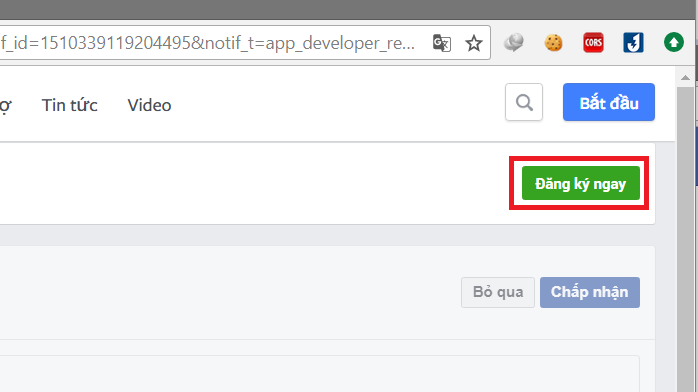 f_id=1510339119204495&notif_t=app_developer_re...
CORS
Tin tức Video
Bắt đầu
Đăng ký ngay
Bỏ qua Chấp nhận